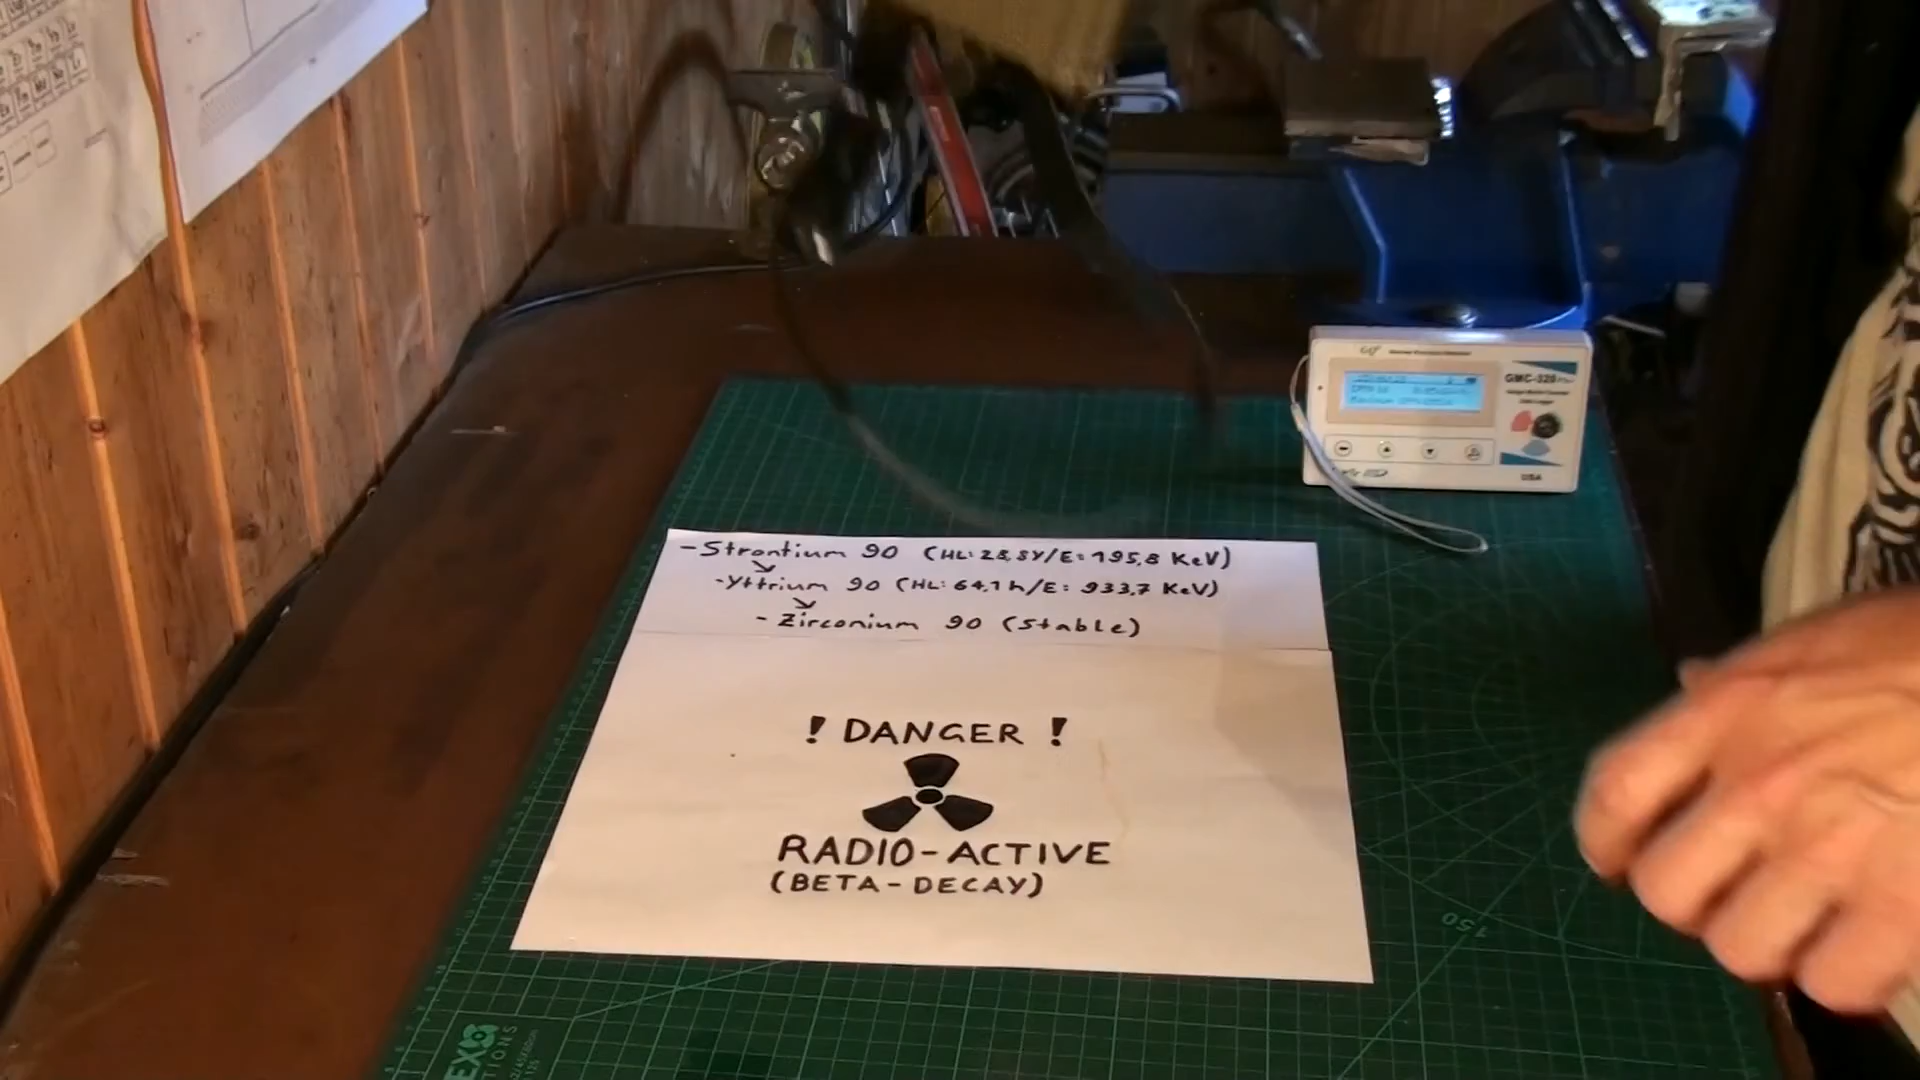 -Strontium 90 (HL: 28,8Y/E: 195,8 KeV)
-Yttrium 90 (HL: 64,1h/E: 933,7 KeV)
-Zirconium 90 (Stable)
! DANGER !
RADIO-ACTIVE
(BETA-DECAY)
GMC-320
USA
150